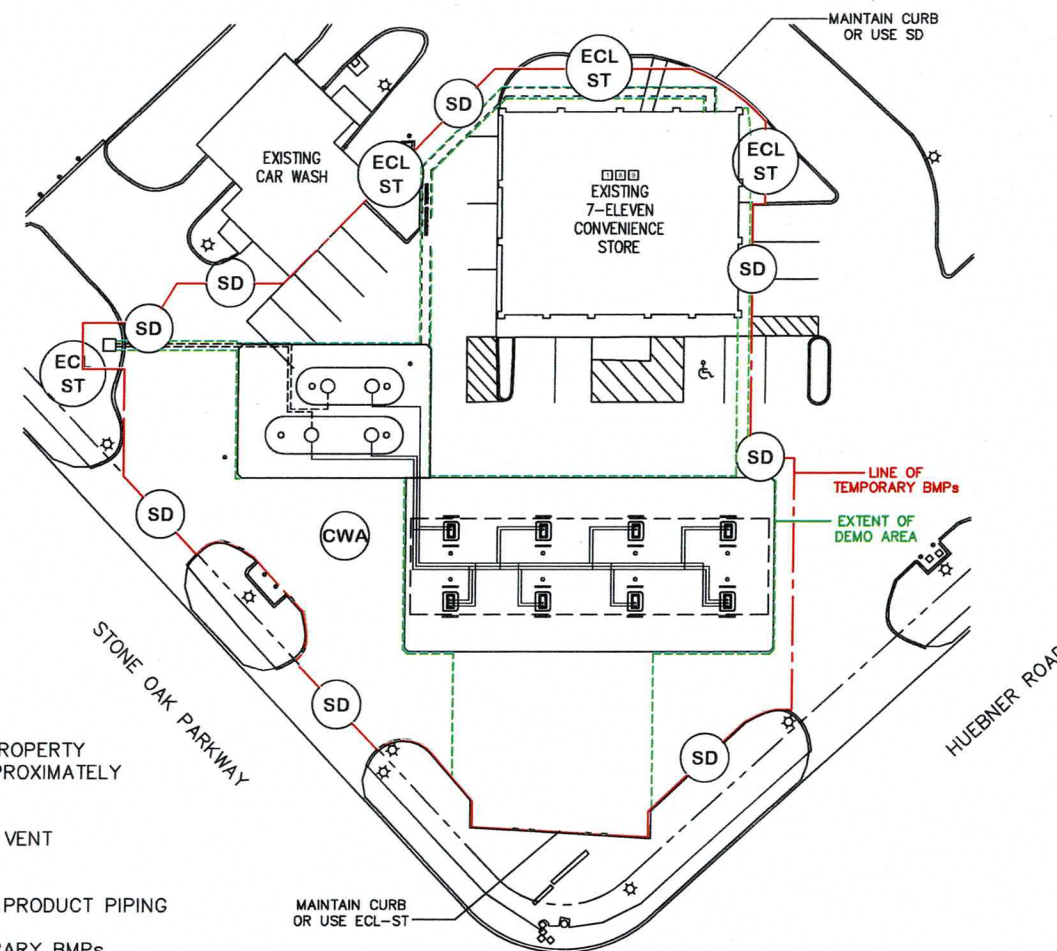 MAINTAIN CURB
OR USE SD
ECL
ST
SD
ECL
ST
ECL
ST
EXISTING
CAR WASH
EXISTING
7-ELEVEN
CONVENIENCE
STORE
SD
SD
SD
ECL
ST
SD
LINE OF
TEMPORARY BMPs
SD
CWA
EXTENT OF
DEMO AREA
STONE OAK PARKWAY
HUEBNER ROAD
SD
SD
ROPERTY
PROXIMATELY
VENT
PRODUCT PIPING
RARY BMPs
MAINTAIN CURB
OR USE ECL-ST